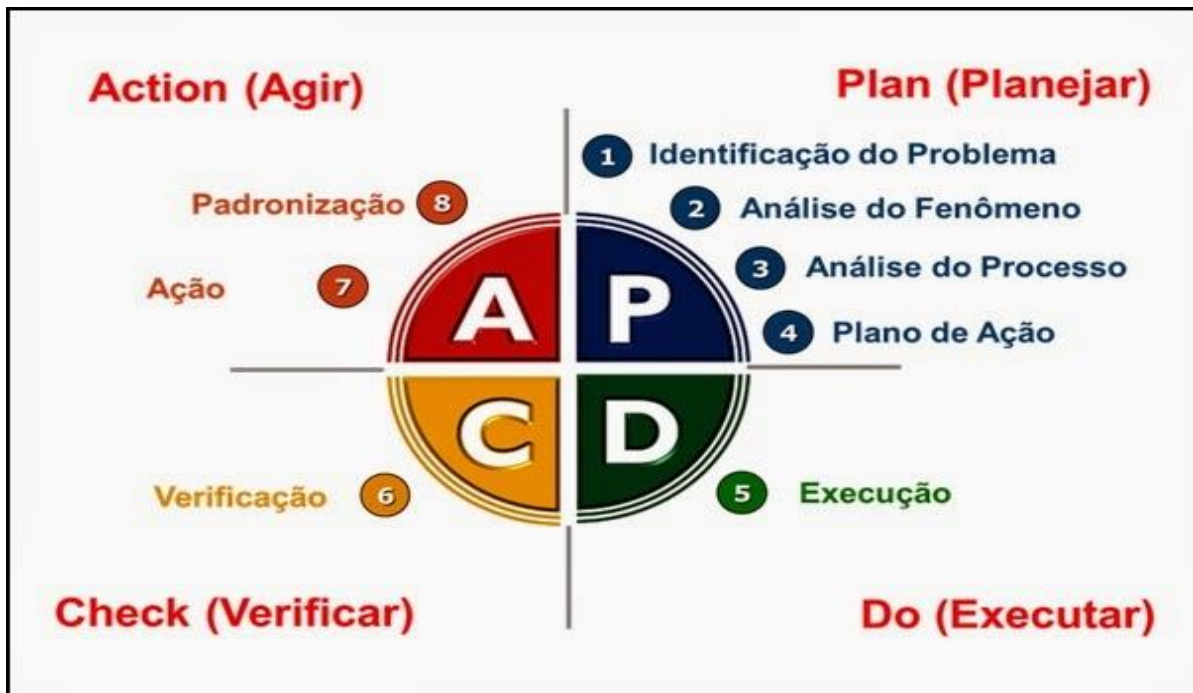 Action (Agir)
Plan (Planejar)
1 Identificação do Problema
2 Análise do Fenômeno
3 Análise do Processo
4 Plano de Ação
8 Padronização
7 Ação
A P
C D
6 Verificação
5 Execução
Check (Verificar)
Do (Executar)